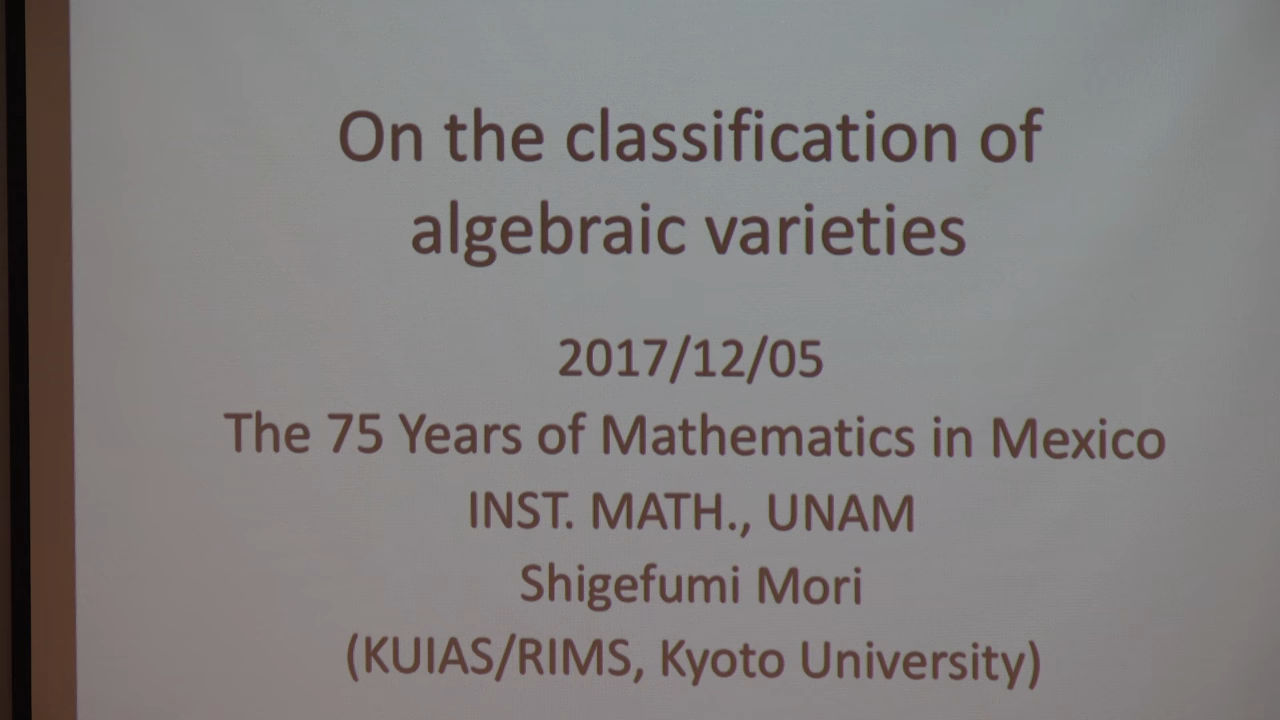 On the classification of
algebraic varieties
2017/12/05
The 75 Years of Mathematics in Mexico
INST. MATH., UNAM
Shigefumi Mori
(KUIAS/RIMS, Kyoto University)